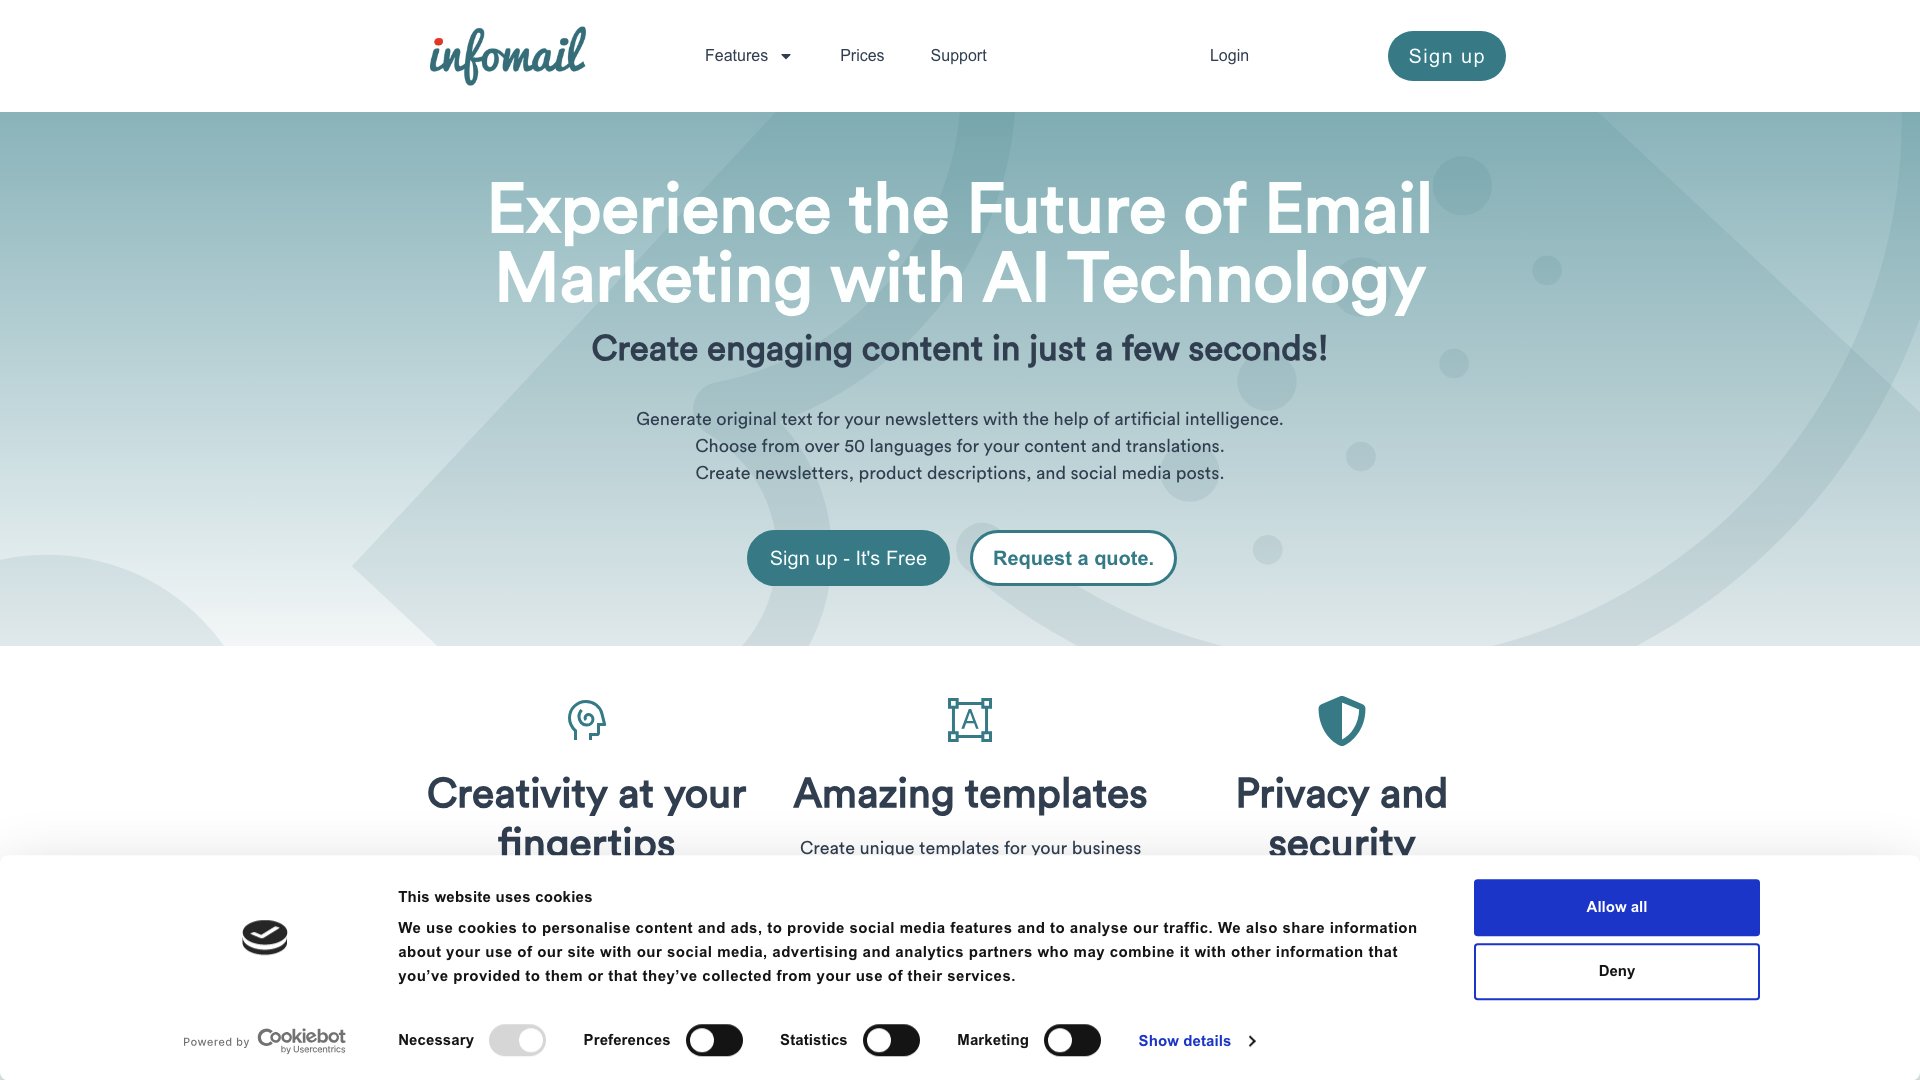 infomail
Features
Prices
Support
Login
Sign up
Experience the Future of Email
Marketing with AI Technology
Create engaging content in just a few seconds!
Generate original text for your newsletters with the help of artificial intelligence.
Choose from over 50 languages for your content and translations.
Create newsletters, product descriptions, and social media posts.
Sign up - It's Free
Request a quote.
A
Creativity at your
fingertips
Amazing templates
Create unique templates for your business
Privacy and
security
This website uses cookies
We use cookies to personalise content and ads, to provide social media features and to analyse our traffic. We also share information
about your use of our site with our social media, advertising and analytics partners who may combine it with other information that
you’ve provided to them or that they’ve collected from your use of their services.
Allow all
Deny
Powered by Cookiebot
by Usercentrics
Necessary
Preferences
Statistics
Marketing
Show details